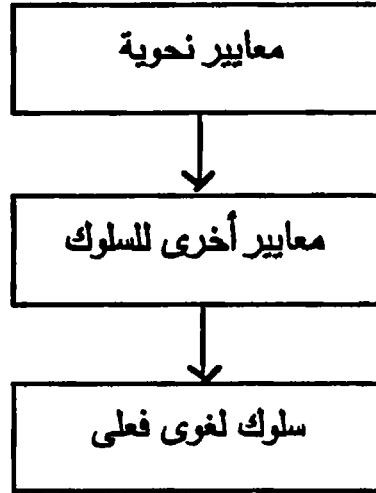 معايير نحوية
معايير أخرى للسلوك
سلوك لغوى فعلى